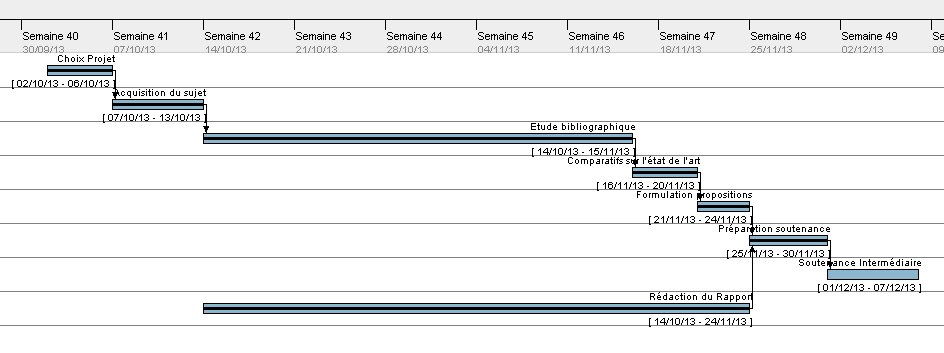 Semaine 40 Semaine 41 Semaine 42 Semaine 43 Semaine 44 Semaine 45 Semaine 46 Semaine 47 Semaine 48 Semaine 49
30/09/13 07/10/13 14/10/13 21/10/13 28/10/13 04/11/13 11/11/13 18/11/13 25/11/13 02/12/13 09
Choix Projet
[ 02/10/13 - 06/10/13 ]
Acquisition du sujet
[ 07/10/13 - 13/10/13 ]
Etude bibliographique
[ 14/10/13 - 15/11/13 ]
Comparatifs sur l'état de l'art
[ 16/11/13 - 20/11/13 ]
Formulation propositions
[ 21/11/13 - 24/11/13 ]
Préparation soutenance
[ 25/11/13 - 30/11/13 ]
Soutenance Intermédiaire
[ 01/12/13 - 07/12/13 ]
Rédaction du Rapport
[ 14/10/13 - 24/11/13 ]